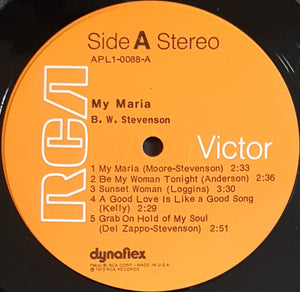 Side A Stereo
APL1-0088-A
My Maria
B. W. Stevenson
RCA
Victor
1 My Maria (Moore-Stevenson) 2:33
2 Be My Woman Tonight (Anderson) 2:36
3 Sunset Woman (Loggins) 3:30
4 A Good Love Is Like a Good Song
(Kelly) 2:29
5 Grab On Hold of My Soul
(Del Zappo-Stevenson) 2:51
dynaflex
TM(s) ® RCA CORP.-MADE IN U.S.A.
℗ 1973 RCA RECORDS